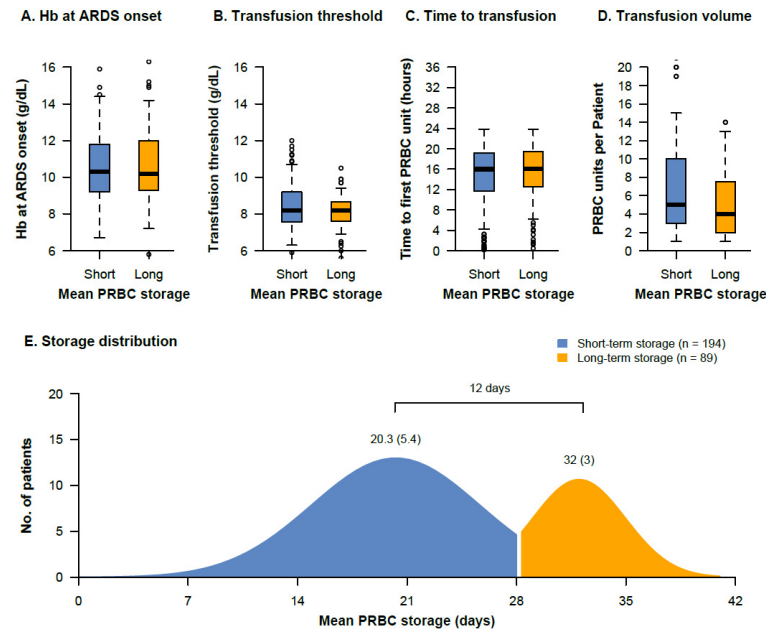 A. Hb at ARDS onset
B. Transfusion threshold
C. Time to transfusion
D. Transfusion volume
Hb at ARDS onset (g/dL)
16
14
12
10
8
6
Short
Long
Mean PRBC storage
Transfusion threshold (g/dL)
16
14
12
10
8
6
Short
Long
Mean PRBC storage
Time to first PRBC unit (hours)
36
32
28
24
20
16
12
8
4
0
Short
Long
Mean PRBC storage
PRBC units per Patient
20
18
16
14
12
10
8
6
4
2
0
Short
Long
Mean PRBC storage
E. Storage distribution
Short-term storage (n = 194)
Long-term storage (n = 89)
12 days
20.3 (5.4)
32 (3)
No. of patients
20
15
10
5
0
0
7
14
21
28
35
42
Mean PRBC storage (days)